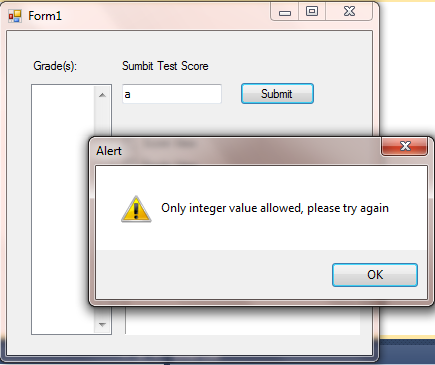 Form1
Grade(s):
Sumbit Test Score
a
Submit
Alert
Only integer value allowed, please try again
OK